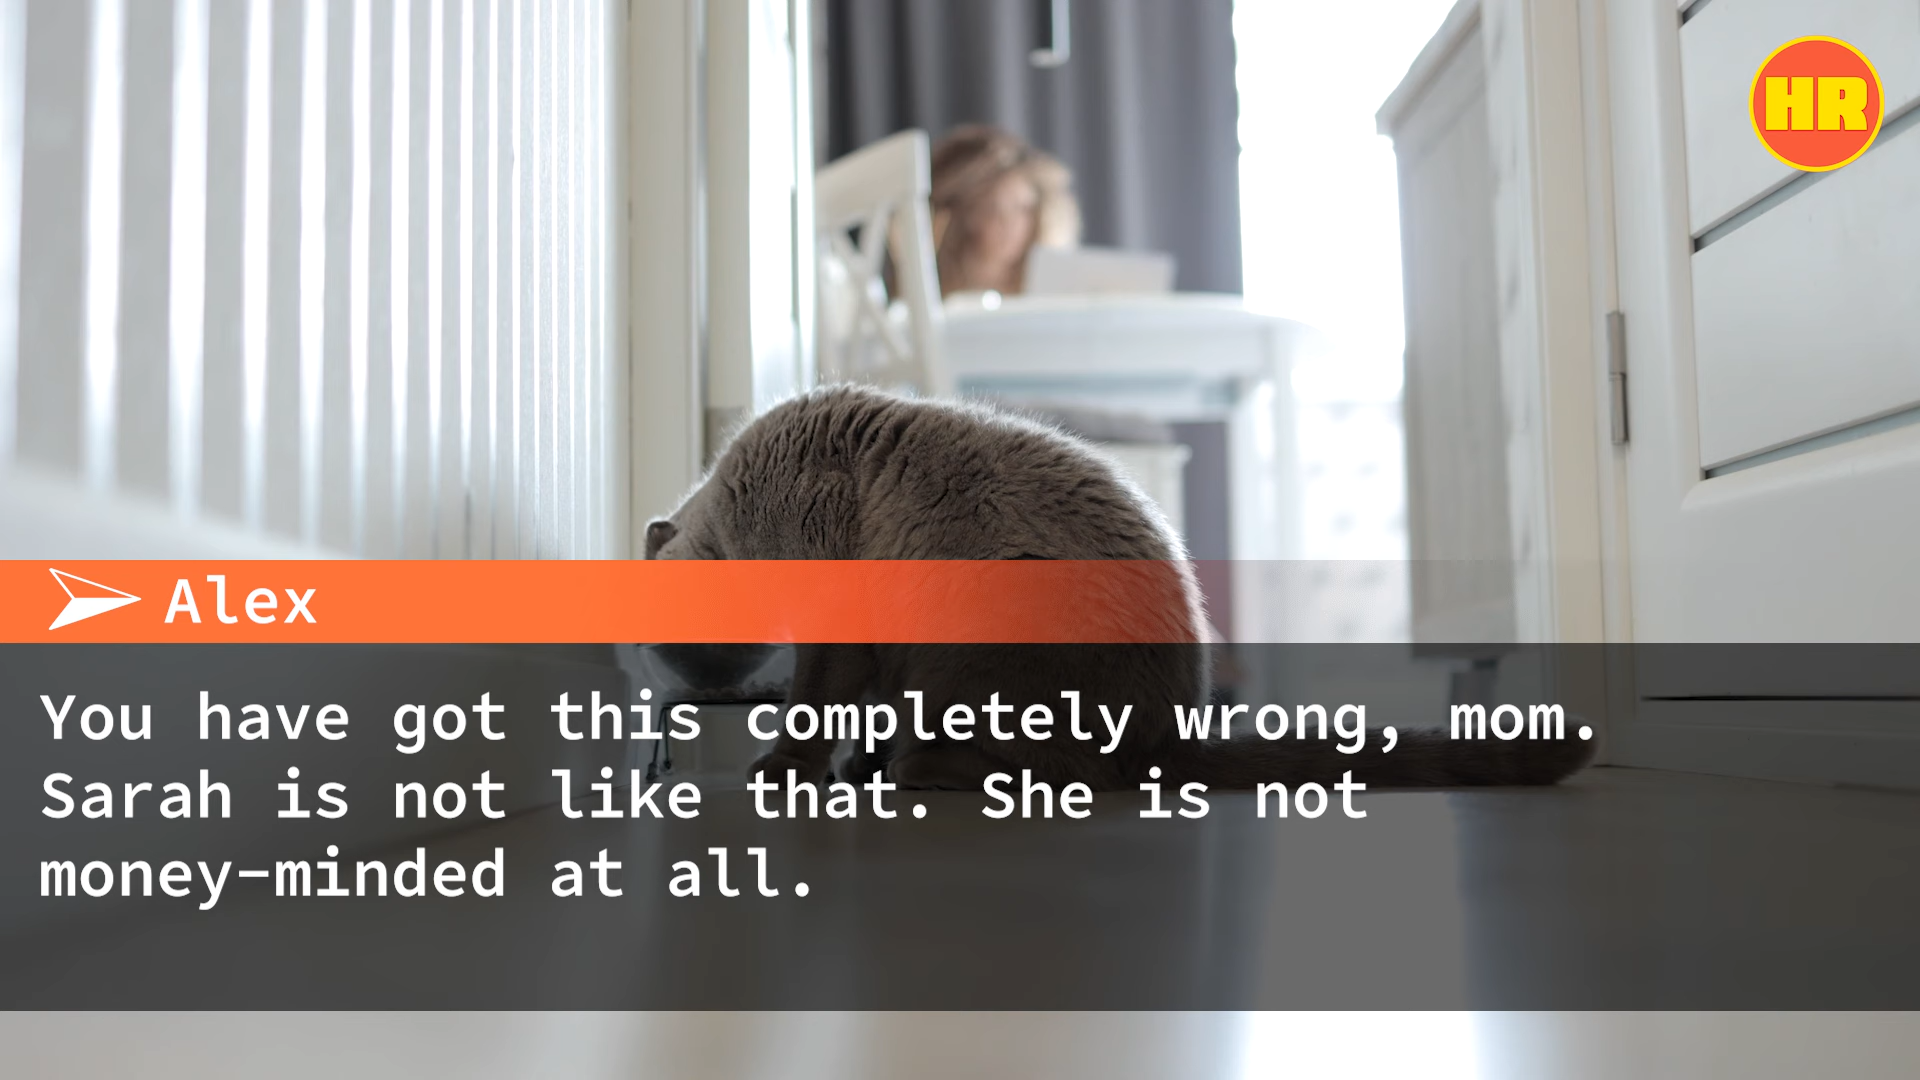 HR
Alex
You have got this completely wrong, mom.
Sarah is not like that. She is not
money-minded at all.